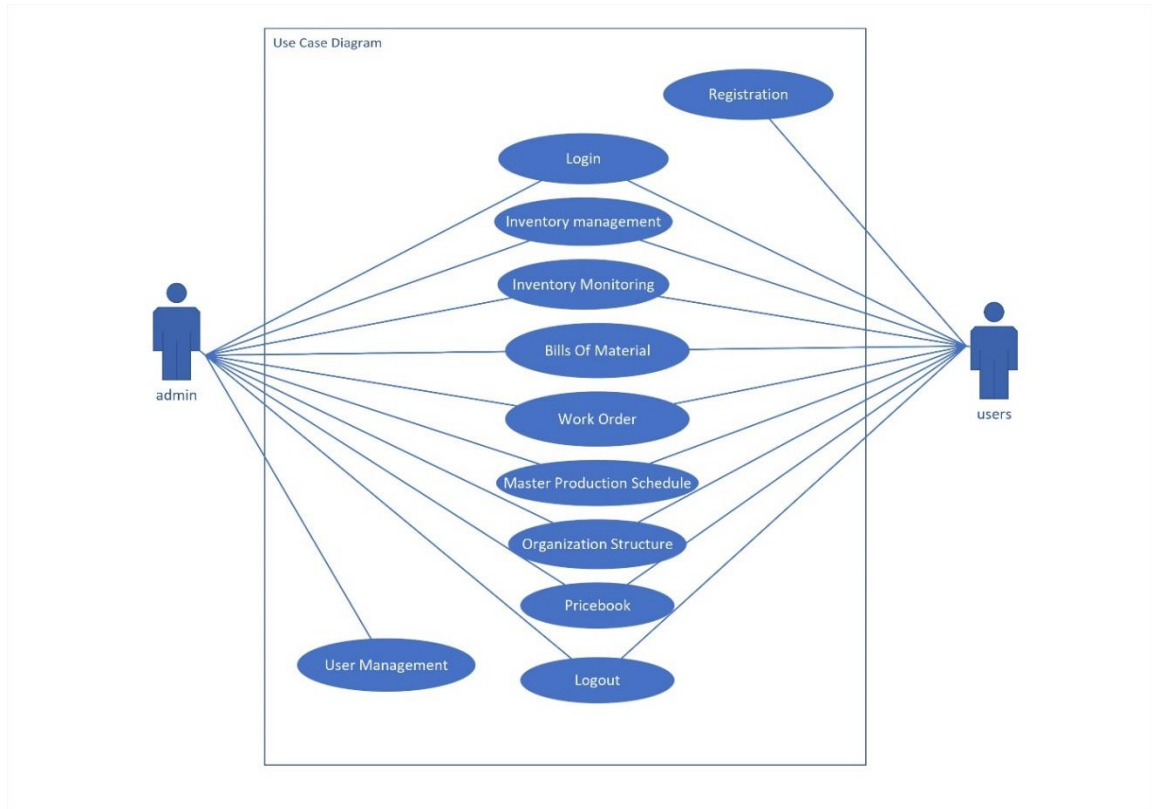 Use Case Diagram
Registration
Login
Inventory management
Inventory Monitoring
Bills Of Material
admin
users
Work Order
Master Production Schedule
Organization Structure
Pricebook
User Management
Logout